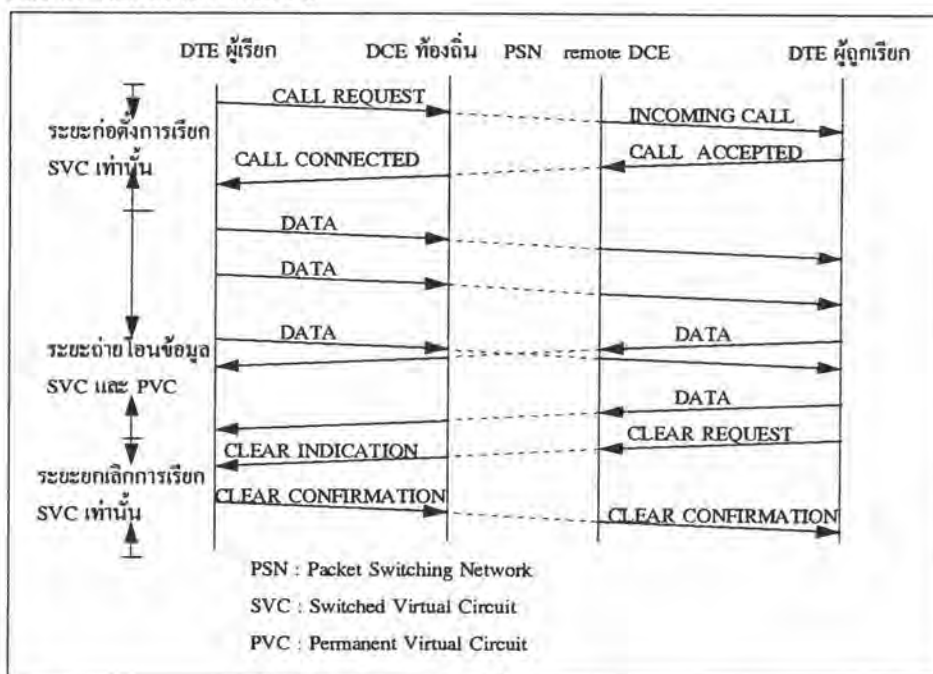 DTE ผู้เรียก DCE ท้องถิ่น PSN remote DCE DTE ผู้ถูกเรียก
CALL REQUEST
INCOMING CALL
ระยะก่อตั้งการเรียก
SVC เท่านั้น
CALL CONNECTED
CALL ACCEPTED
DATA
DATA
DATA
DATA
ระยะถ่ายโอนข้อมูล
SVC และ PVC
DATA
CLEAR REQUEST
CLEAR INDICATION
ระยะยกเลิกการเรียก
SVC เท่านั้น
CLEAR CONFIRMATION
CLEAR CONFIRMATION
PSN : Packet Switching Network
SVC : Switched Virtual Circuit
PVC : Permanent Virtual Circuit